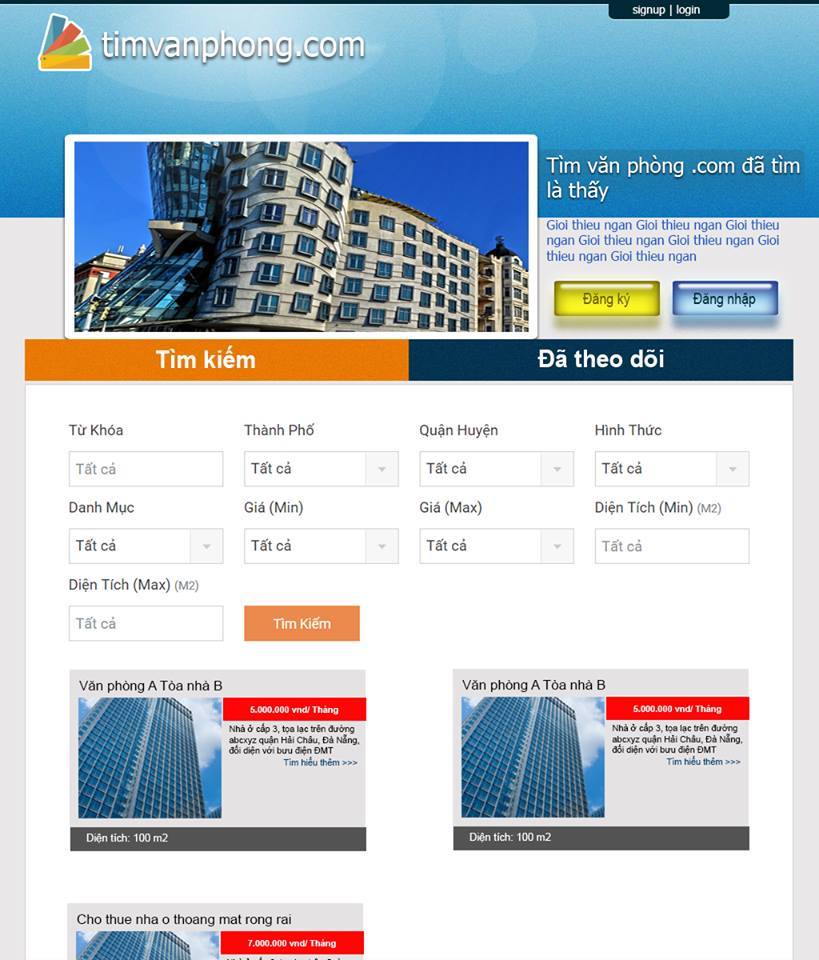 signup | login
timvanphong.com
Tìm văn phòng .com đã tìm
là thấy
Gioi thieu ngan Gioi thieu ngan Gioi thieu
ngan Gioi thieu ngan Gioi thieu ngan Gioi
thieu ngan Gioi thieu ngan
Đăng ký Đăng nhập
Tìm kiếm Đã theo dõi
Từ Khóa Thành Phố Quận Huyện Hình Thức
Tất cả Tất cả Tất cả Tất cả
Danh Mục Giá (Min) Giá (Max) Diện Tích (Min) (M2)
Tất cả Tất cả Tất cả Tất cả
Diện Tích (Max) (M2)
Tất cả Tìm Kiếm
Văn phòng A Tòa nhà B
5.000.000 vnd/ Tháng
Nhà ở cấp 3, tọa lạc trên đường
abcxyz quận Hải Châu, Đà Nẵng,
đối diện với bưu điện ĐMT
Tìm hiểu thêm >>>
Diện tích: 100 m2
Văn phòng A Tòa nhà B
5.000.000 vnd/ Tháng
Nhà ở cấp 3, tọa lạc trên đường
abcxyz quận Hải Châu, Đà Nẵng,
đối diện với bưu điện ĐMT
Tìm hiểu thêm >>>
Diện tích: 100 m2
Cho thue nha o thoang mat rong rai
7.000.000 vnd/ Tháng